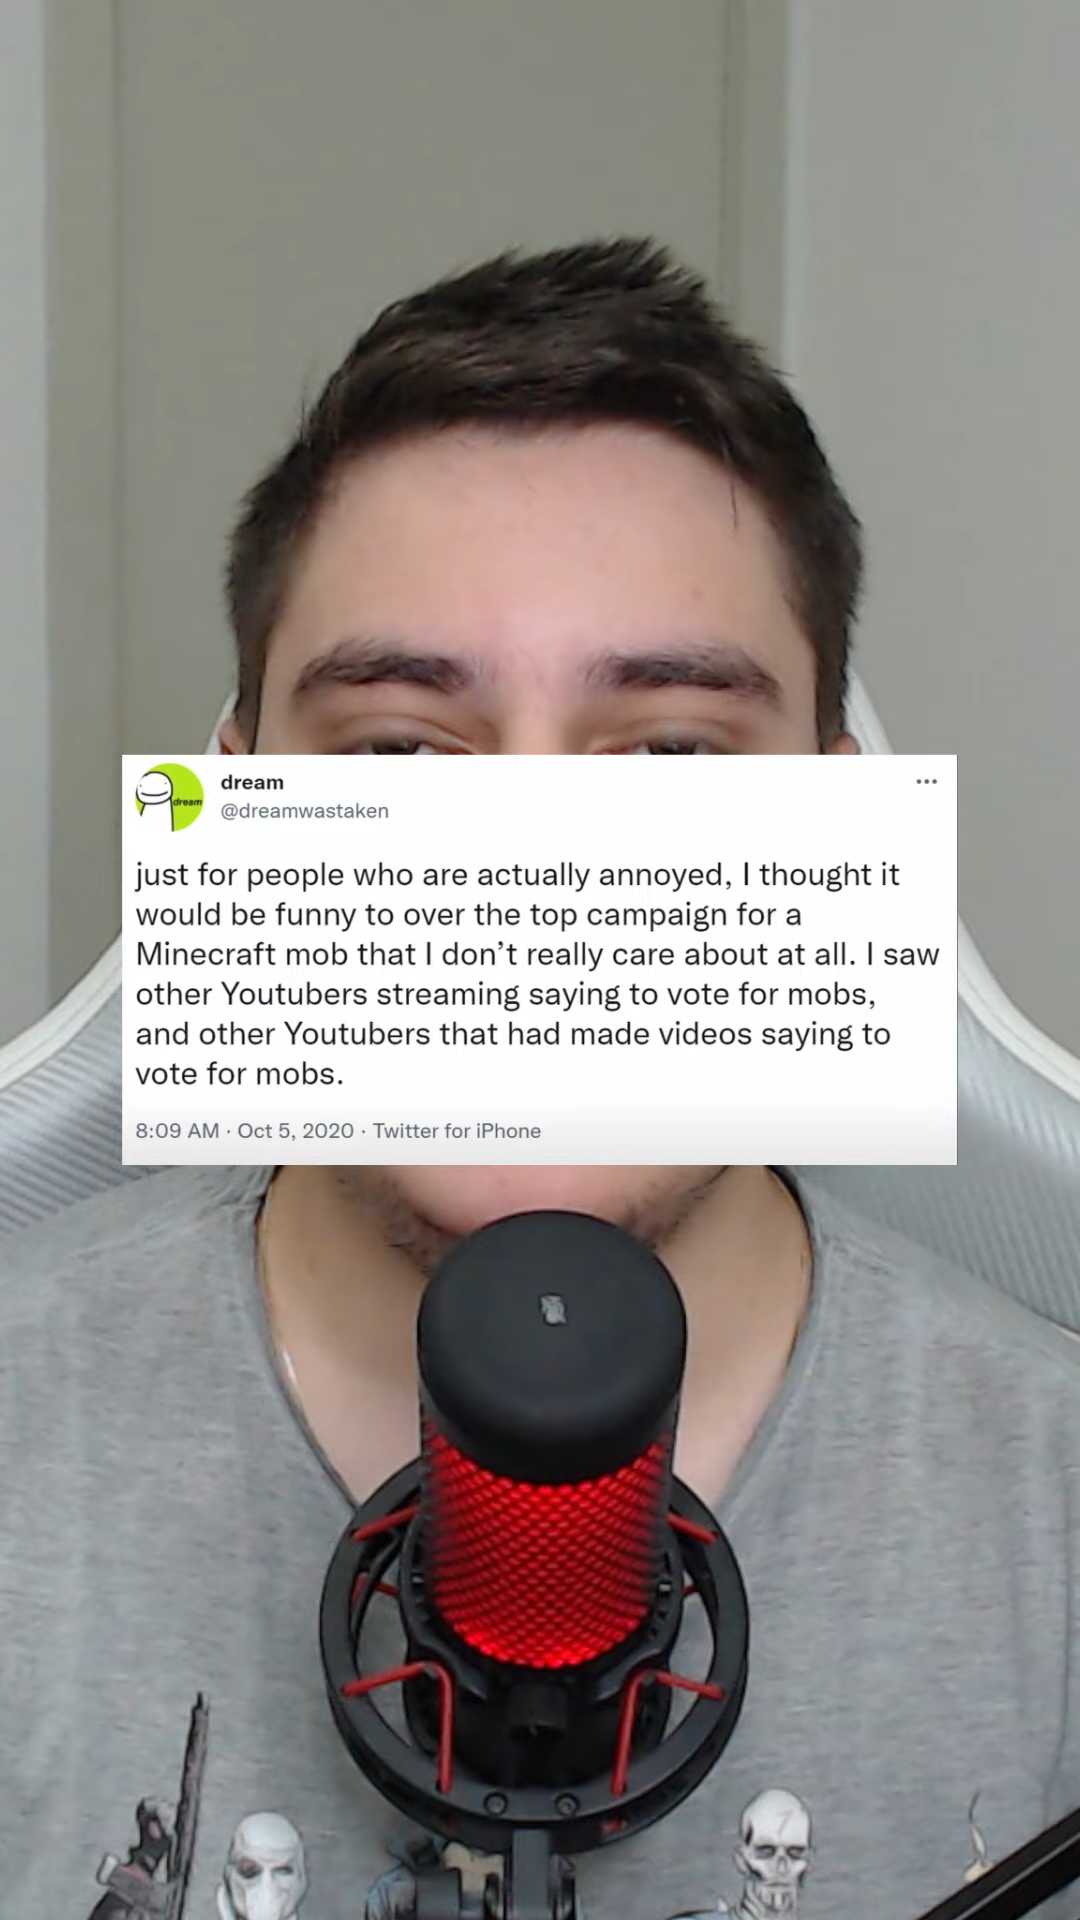 dream
dream
@dreamwastaken
just for people who are actually annoyed, I thought it
would be funny to over the top campaign for a
Minecraft mob that I don’t really care about at all. I saw
other Youtubers streaming saying to vote for mobs,
and other Youtubers that had made videos saying to
vote for mobs.
8:09 AM · Oct 5, 2020 · Twitter for iPhone